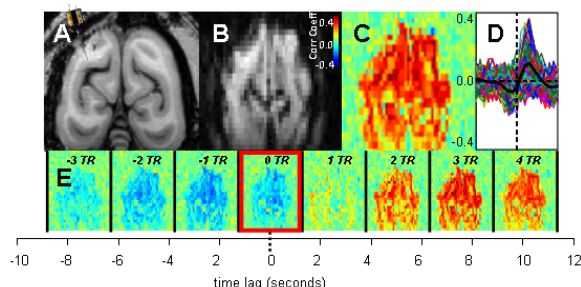 A
B
Corr Coeff
0.4
0.0
-0.4
C
D
0.4
0.0
-0.4
E
-3 TR
-2 TR
-1 TR
0 TR
1 TR
2 TR
3 TR
4 TR
-10 -8 -6 -4 -2 0 2 4 6 8 10 12
time lag (seconds)